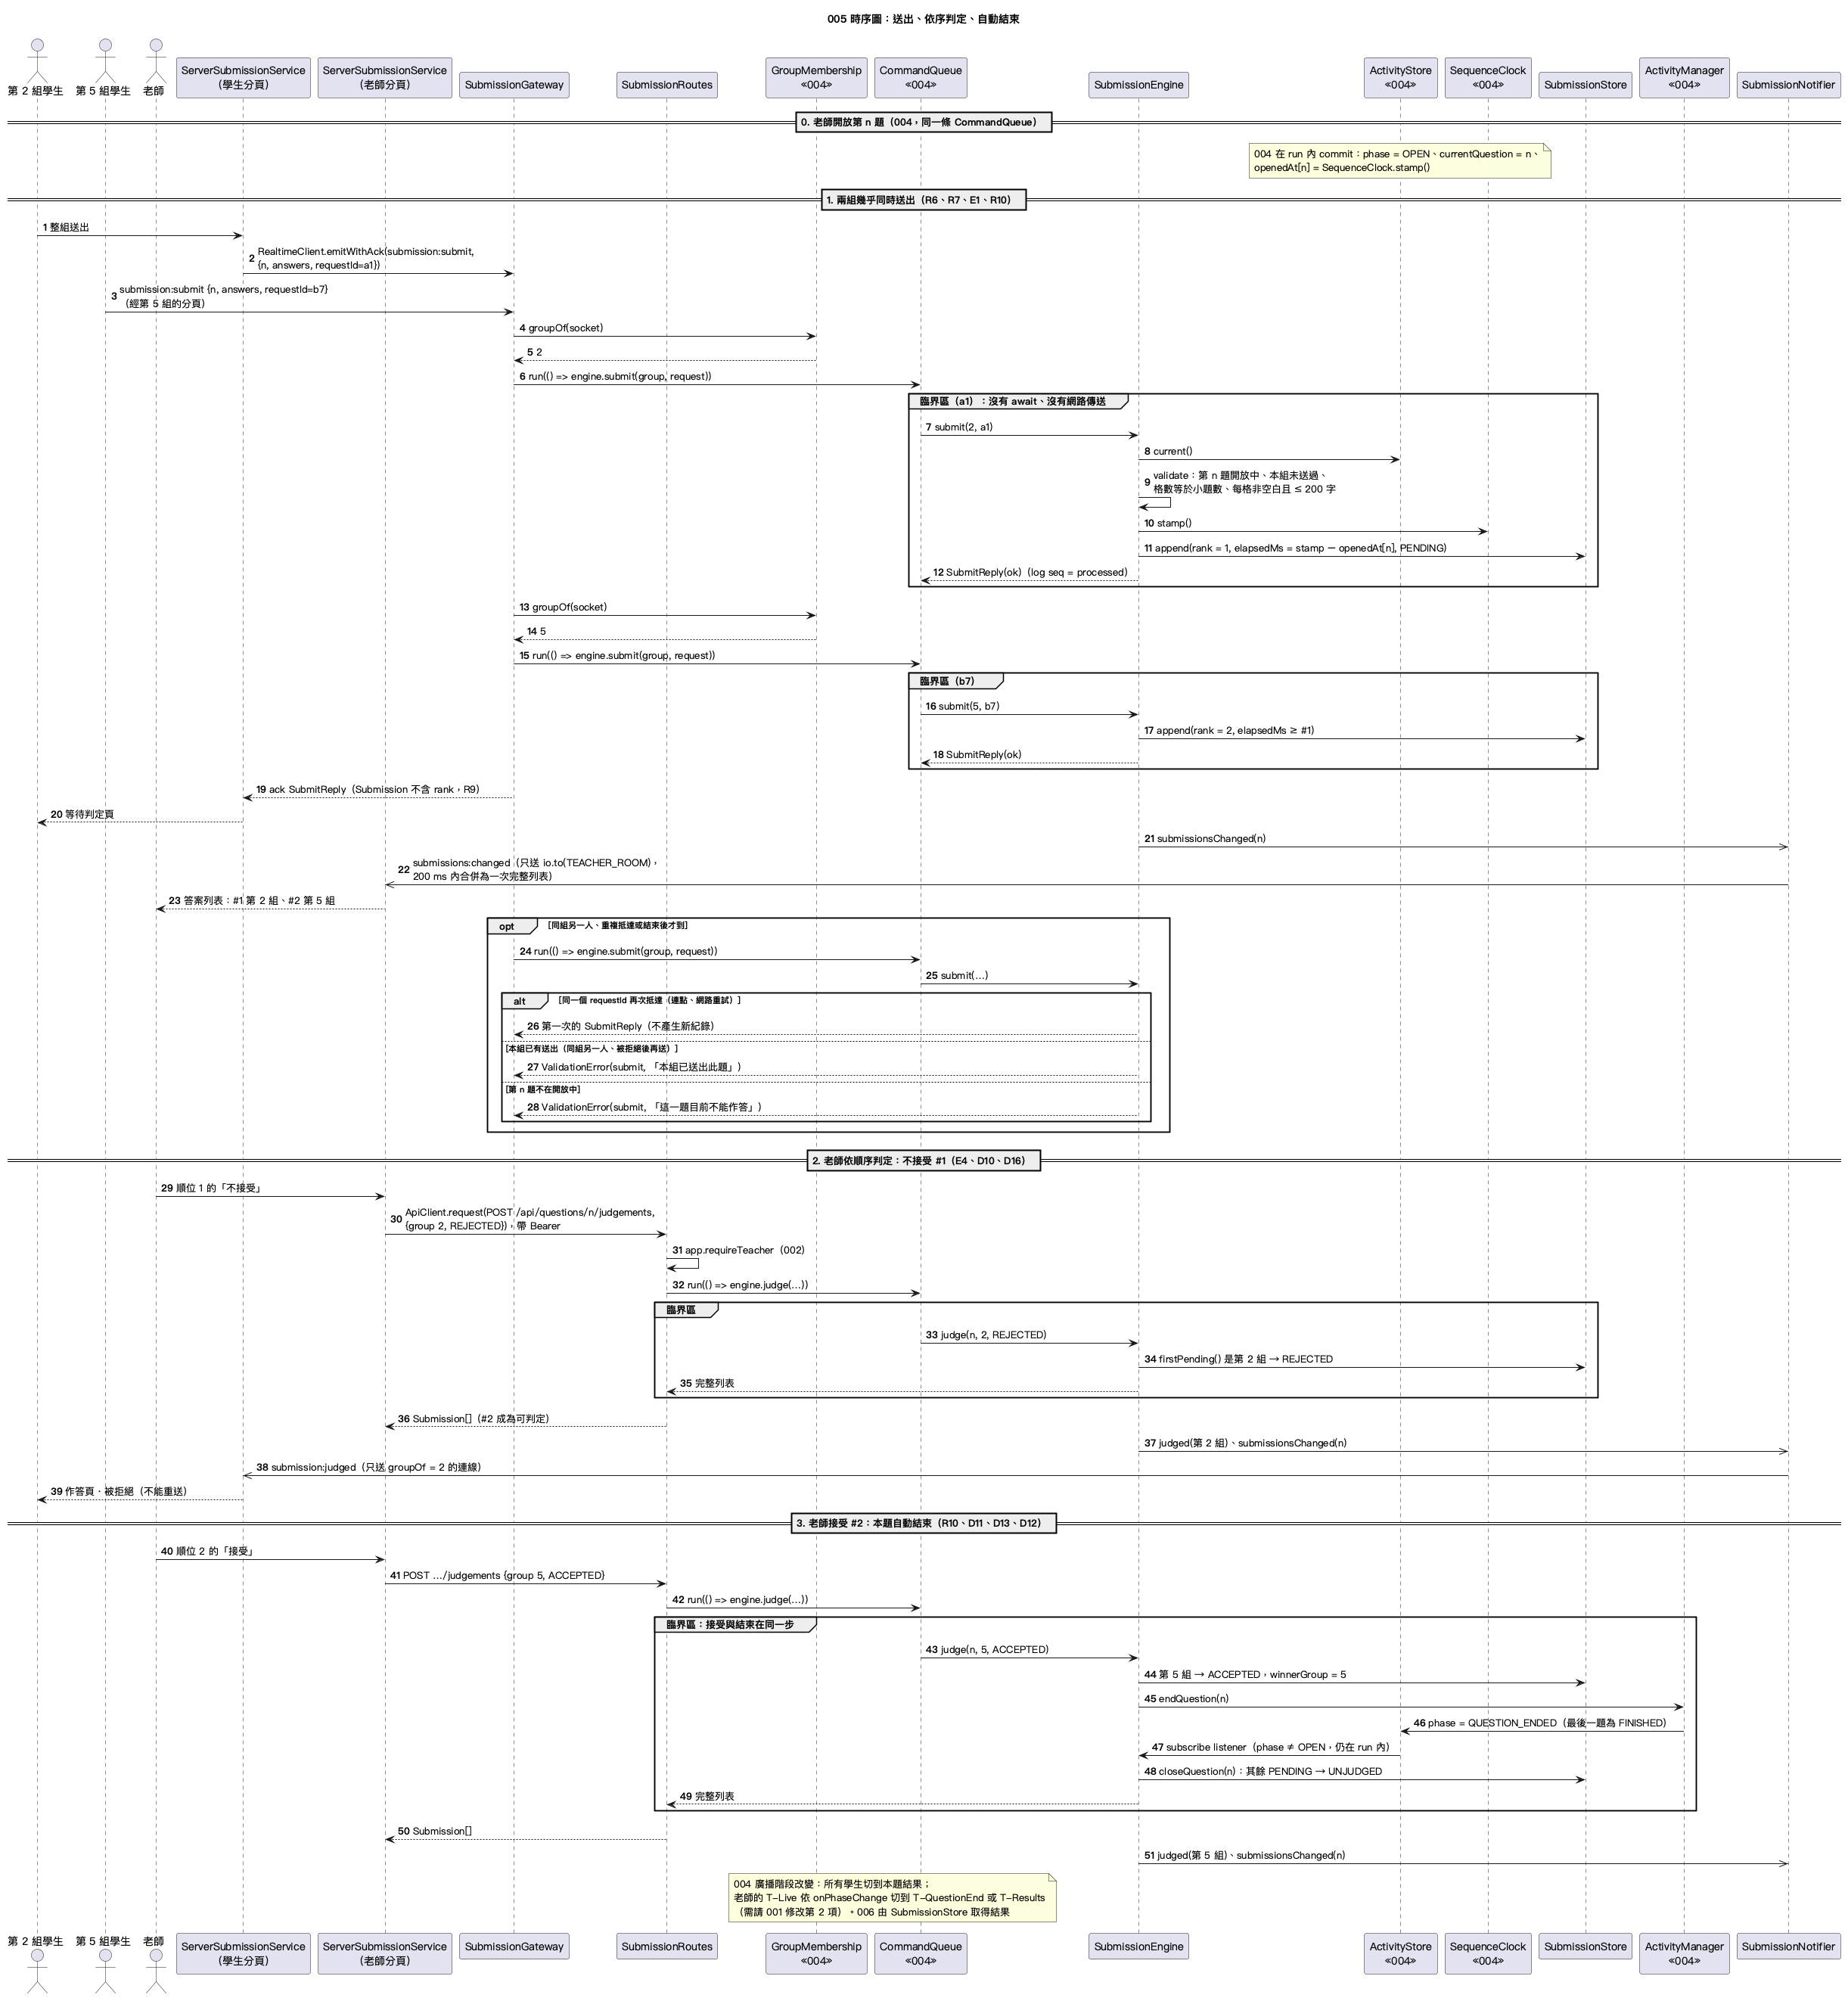 005 時序圖：送出、依序判定、自動結束
第 2 組學生
第 5 組學生
老師
ServerSubmissionService
(學生分頁)
ServerSubmissionService
(老師分頁)
SubmissionGateway
SubmissionRoutes
GroupMembership
«004»
CommandQueue
«004»
SubmissionEngine
ActivityStore
«004»
SequenceClock
«004»
SubmissionStore
ActivityManager
«004»
SubmissionNotifier
0. 老師開放第 n 題（004，同一條 CommandQueue）
004 在 run 內 commit：phase = OPEN、currentQuestion = n、
openedAt[n] = SequenceClock.stamp()
1. 兩組幾乎同時送出（R6、R7、E1、R10）
1 整組送出
2 RealtimeClient.emitWithAck(submission:submit,
{n, answers, requestId=a1})
3 submission:submit {n, answers, requestId=b7}
（經第 5 組的分頁）
4 groupOf(socket)
5 2
6 run(() => engine.submit(group, request))
臨界區（a1）：沒有 await、沒有網路傳送
7 submit(2, a1)
8 current()
9 validate：第 n 題開放中、本組未送過、
格數等於小題數、每格非空白且 ≤ 200 字
10 stamp()
11 append(rank = 1, elapsedMs = stamp − openedAt[n], PENDING)
12 SubmitReply(ok)（log seq = processed）
13 groupOf(socket)
14 5
15 run(() => engine.submit(group, request))
臨界區（b7）
16 submit(5, b7)
17 append(rank = 2, elapsedMs ≥ #1)
18 SubmitReply(ok)
19 ack SubmitReply（Submission 不含 rank，R9）
20 等待判定頁
21 submissionsChanged(n)
22 submissions:changed（只送 io.to(TEACHER_ROOM)，
200 ms 內合併為一次完整列表）
23 答案列表：#1 第 2 組、#2 第 5 組
opt [同組另一人、重複抵達或結束後才到]
24 run(() => engine.submit(group, request))
25 submit(...)
alt [同一個 requestId 再次抵達（連點、網路重試）]
26 第一次的 SubmitReply（不產生新紀錄）
[本組已有送出（同組另一人、被拒絕後再送）]
27 ValidationError(submit, 「本組已送出此題」)
[第 n 題不在開放中]
28 ValidationError(submit, 「這一題目前不能作答」)
2. 老師依順序判定：不接受 #1（E4、D10、D16）
29 順位 1 的「不接受」
30 ApiClient.request(POST /api/questions/n/judgements,
{group 2, REJECTED})，帶 Bearer
31 app.requireTeacher（002）
32 run(() => engine.judge(...))
臨界區
33 judge(n, 2, REJECTED)
34 firstPending() 是第 2 組 → REJECTED
35 完整列表
36 Submission[]（#2 成為可判定）
37 judged(第 2 組)、submissionsChanged(n)
38 submission:judged（只送 groupOf = 2 的連線）
39 作答頁・被拒絕（不能重送）
3. 老師接受 #2：本題自動結束（R10、D11、D13、D12）
40 順位 2 的「接受」
41 POST .../judgements {group 5, ACCEPTED}
42 run(() => engine.judge(...))
臨界區：接受與結束在同一步
43 judge(n, 5, ACCEPTED)
44 第 5 組 → ACCEPTED，winnerGroup = 5
45 endQuestion(n)
46 phase = QUESTION_ENDED（最後一題為 FINISHED）
47 subscribe listener（phase ≠ OPEN，仍在 run 內）
48 closeQuestion(n)：其餘 PENDING → UNJUDGED
49 完整列表
50 Submission[]
51 judged(第 5 組)、submissionsChanged(n)
004 廣播階段改變：所有學生切到本題結果；
老師的 T-Live 依 onPhaseChange 切到 T-QuestionEnd 或 T-Results
（需請 001 修改第 2 項）。006 由 SubmissionStore 取得結果
第 2 組學生
第 5 組學生
老師
ServerSubmissionService
(學生分頁)
ServerSubmissionService
(老師分頁)
SubmissionGateway
SubmissionRoutes
GroupMembership
«004»
CommandQueue
«004»
SubmissionEngine
ActivityStore
«004»
SequenceClock
«004»
SubmissionStore
ActivityManager
«004»
SubmissionNotifier